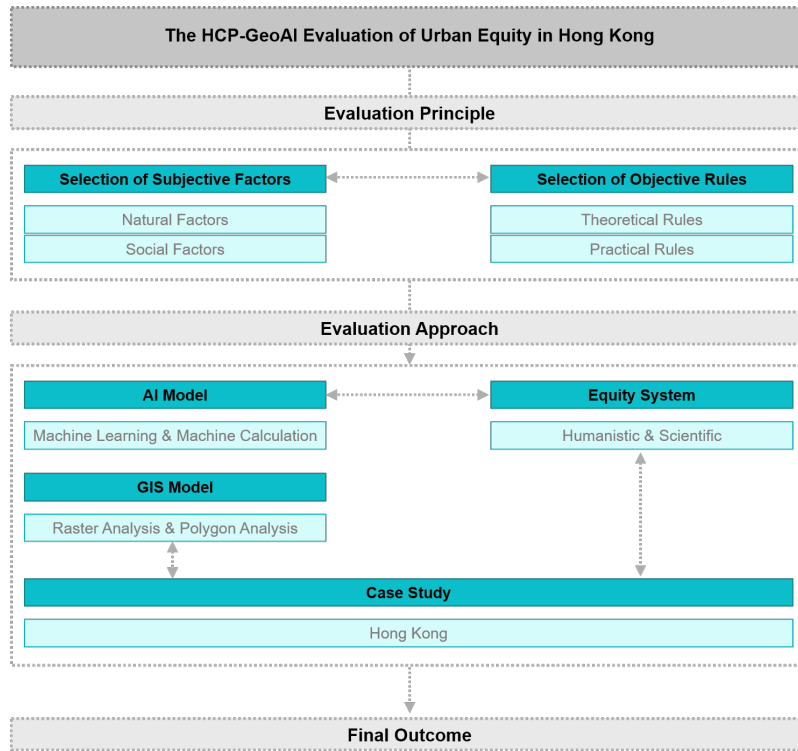 The HCP-GeoAI Evaluation of Urban Equity in Hong Kong
Evaluation Principle
Selection of Subjective Factors
Selection of Objective Rules
Natural Factors
Theoretical Rules
Social Factors
Practical Rules
Evaluation Approach
AI Model
Equity System
Machine Learning & Machine Calculation
Humanistic & Scientific
GIS Model
Raster Analysis & Polygon Analysis
Case Study
Hong Kong
Final Outcome